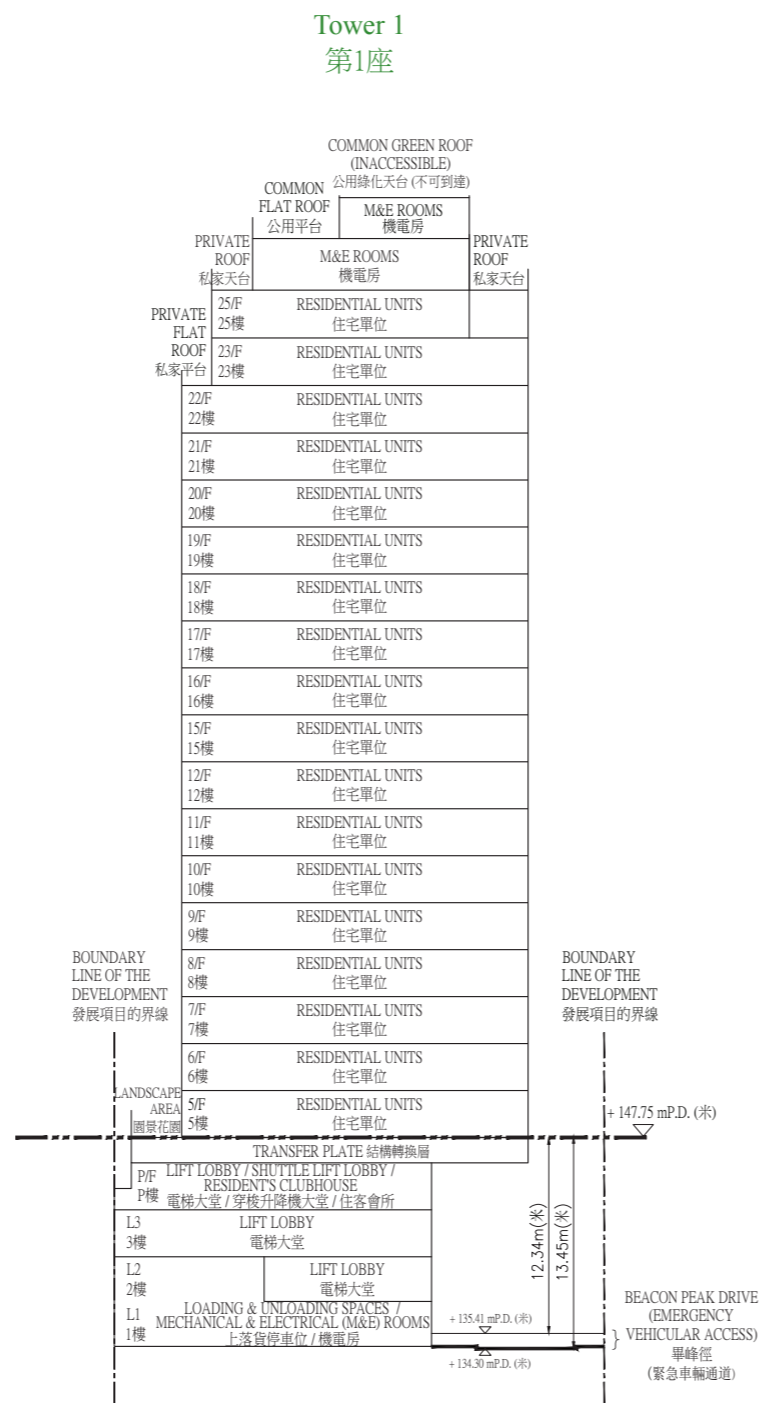 Tower 1
第1座
COMMON GREEN ROOF
(INACCESSIBLE)
公用綠化天台 (不可到達)
COMMON
FLAT ROOF
公用平台
M&E ROOMS
機電房
PRIVATE
ROOF
私家天台
M&E ROOMS
機電房
PRIVATE
ROOF
私家天台
PRIVATE
FLAT
ROOF
私家平台
25/F
25樓
RESIDENTIAL UNITS
住宅單位
23/F
23樓
RESIDENTIAL UNITS
住宅單位
22/F
22樓
RESIDENTIAL UNITS
住宅單位
21/F
21樓
RESIDENTIAL UNITS
住宅單位
20/F
20樓
RESIDENTIAL UNITS
住宅單位
19/F
19樓
RESIDENTIAL UNITS
住宅單位
18/F
18樓
RESIDENTIAL UNITS
住宅單位
17/F
17樓
RESIDENTIAL UNITS
住宅單位
16/F
16樓
RESIDENTIAL UNITS
住宅單位
15/F
15樓
RESIDENTIAL UNITS
住宅單位
12/F
12樓
RESIDENTIAL UNITS
住宅單位
11/F
11樓
RESIDENTIAL UNITS
住宅單位
10/F
10樓
RESIDENTIAL UNITS
住宅單位
9/F
9樓
RESIDENTIAL UNITS
住宅單位
8/F
8樓
RESIDENTIAL UNITS
住宅單位
7/F
7樓
RESIDENTIAL UNITS
住宅單位
6/F
6樓
RESIDENTIAL UNITS
住宅單位
5/F
5樓
RESIDENTIAL UNITS
住宅單位
BOUNDARY
LINE OF THE
DEVELOPMENT
發展項目的界線
BOUNDARY
LINE OF THE
DEVELOPMENT
發展項目的界線
LANDSCAPE
AREA
園景花園
+ 147.75 mP.D. (米)
TRANSFER PLATE 結構轉換層
P/F
P樓
LIFT LOBBY / SHUTTLE LIFT LOBBY /
RESIDENT'S CLUBHOUSE
電梯大堂 / 穿梭升降機大堂 / 住客會所
L3
3樓
LIFT LOBBY
電梯大堂
L2
2樓
LIFT LOBBY
電梯大堂
L1
1樓
LOADING & UNLOADING SPACES /
MECHANICAL & ELECTRICAL (M&E) ROOMS
上落貨停車位 / 機電房
12.34m(米)
13.45m(米)
+ 135.41 mP.D. (米)
+ 134.30 mP.D. (米)
BEACON PEAK DRIVE
(EMERGENCY
VEHICULAR ACCESS)
畢峰徑
(緊急車輛通道)